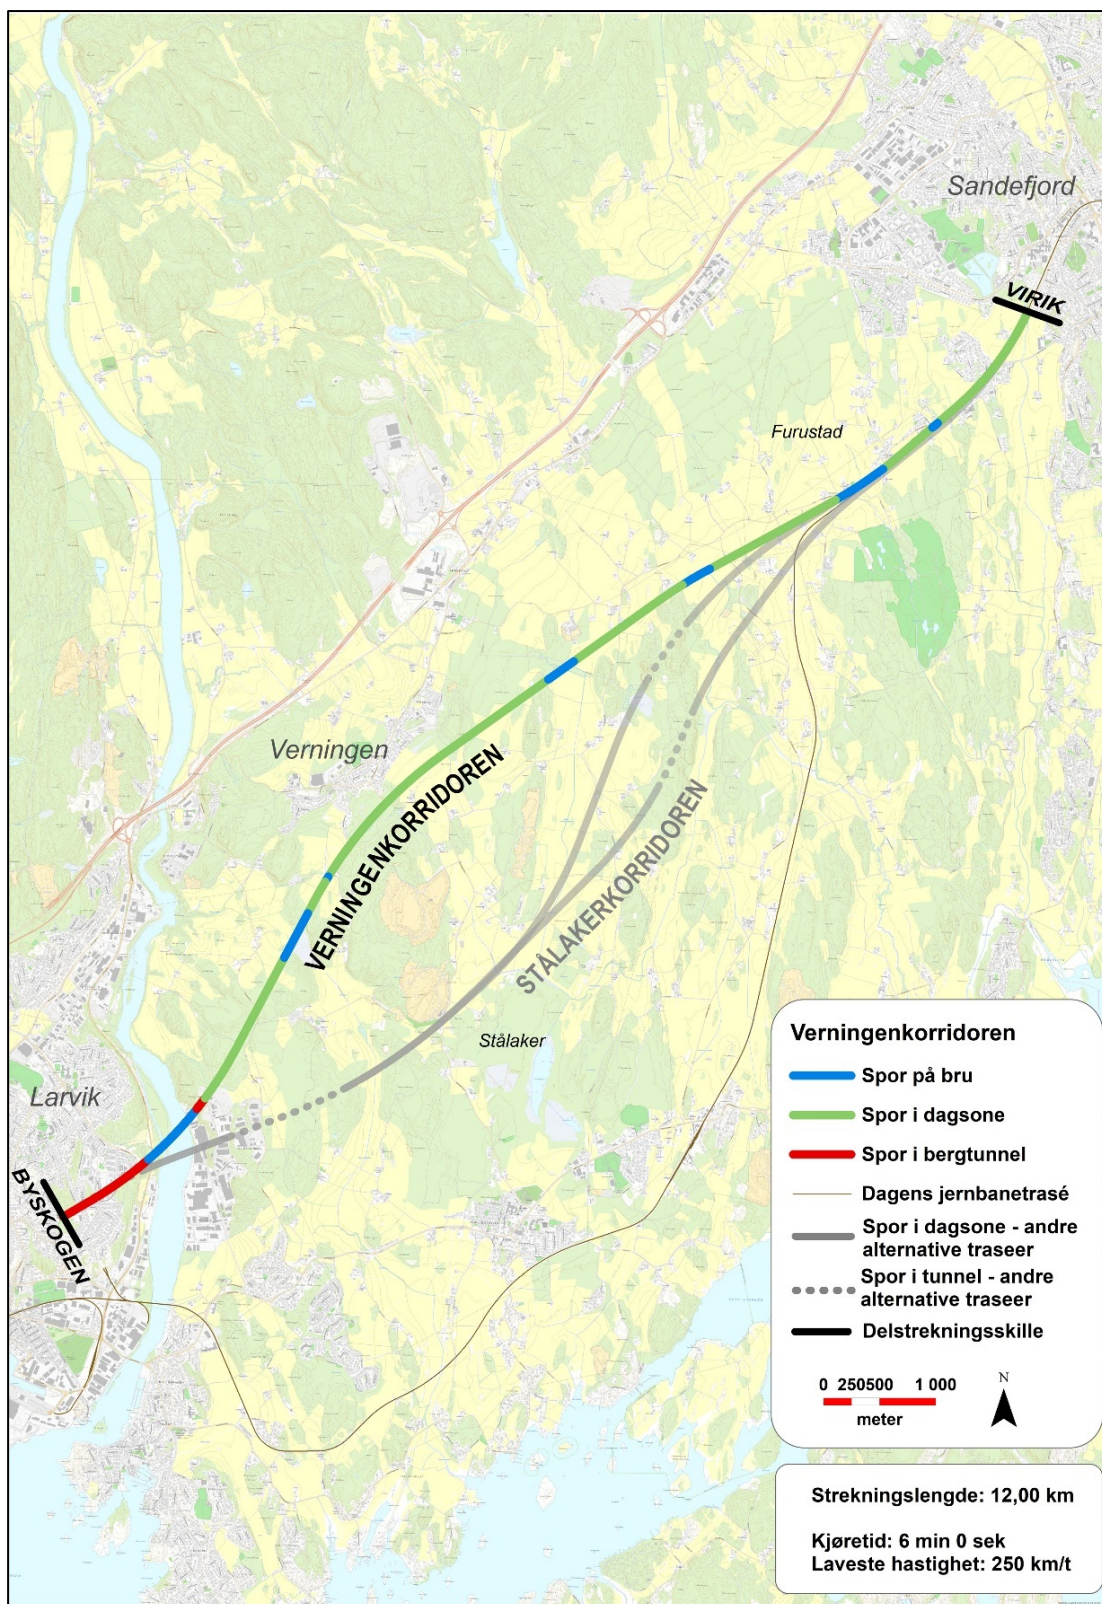 Sandefjord
VIRIK
Furustad
Verningen
VERNINGENKORRIDOREN
STÅLAKERKORRIDOREN
Stålaker
Larvik
BYSKOGEN
Verningenkorridoren
Spor på bru
Spor i dagsone
Spor i bergtunnel
Dagens jernbanetrasé
Spor i dagsone - andre
alternative traseer
Spor i tunnel - andre
alternative traseer
Delstrekningsskille
0 250500 1 000
meter
N
Strekningslengde: 12,00 km
Kjøretid: 6 min 0 sek
Laveste hastighet: 250 km/t